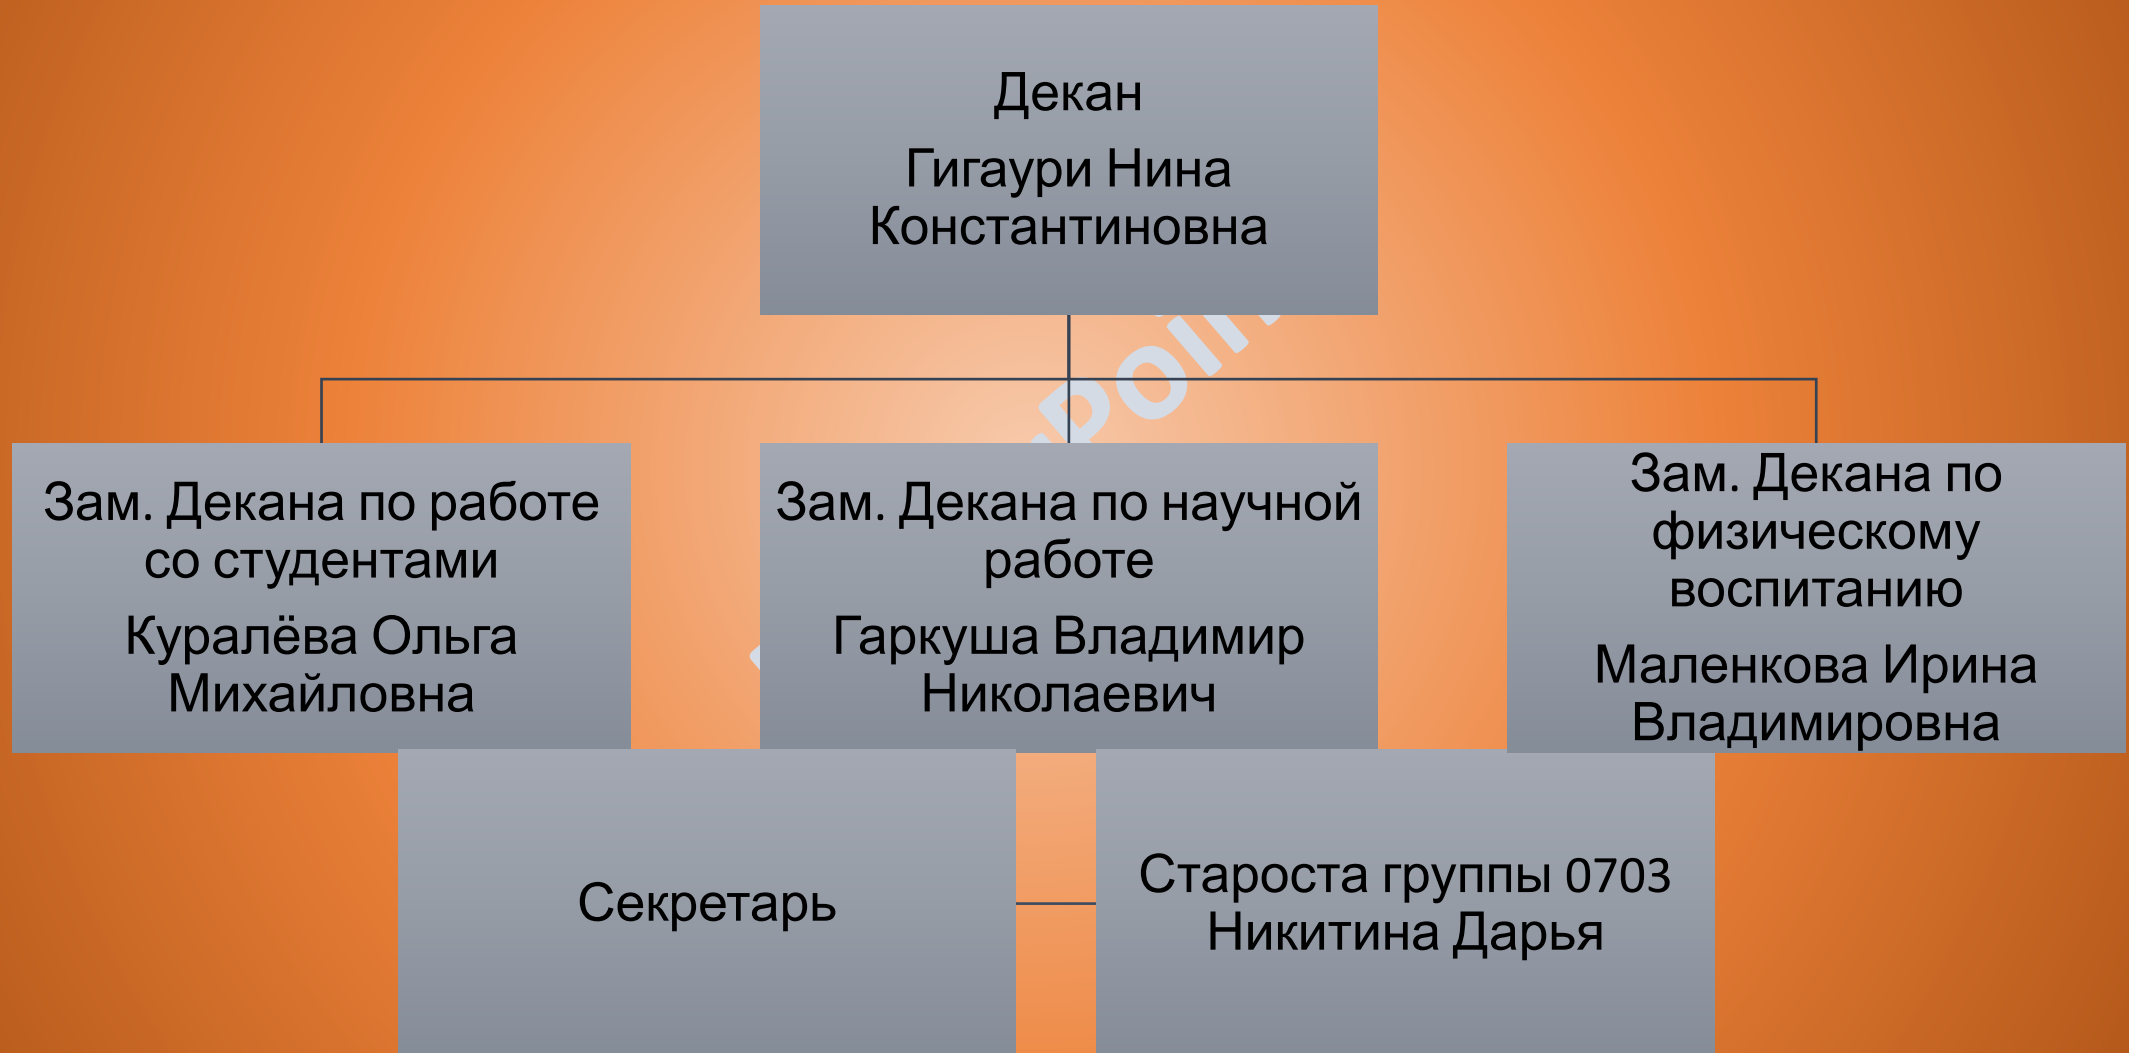 Декан
Гигаури Нина
Константиновна
Зам. Декана по работе
со студентами
Куралёва Ольга
Михайловна
Зам. Декана по научной
работе
Гаркуша Владимир
Николаевич
Зам. Декана по
физическому
воспитанию
Маленкова Ирина
Владимировна
Секретарь
Староста группы 0703
Никитина Дарья